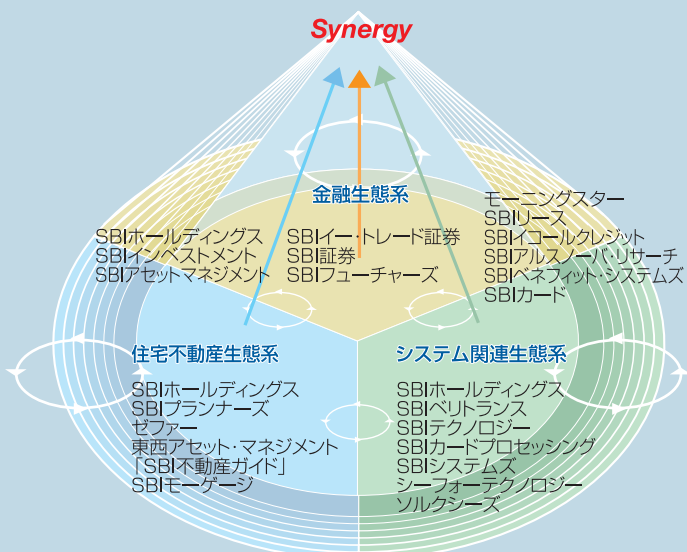 Synergy
金融生態系
SBIホールディングス
SBIインベストメント
SBIアセットマネジメント
SBIイー・トレード証券
SBI証券
SBIフューチャーズ
モーニングスター
SBIリース
SBIイコールクレジット
SBIアルスノーバ・リサーチ
SBIベネフィット・システムズ
SBIカード
住宅不動産生態系
SBIホールディングス
SBIプランナーズ
ゼファー
東西アセット・マネジメント
「SBI不動産ガイド」
SBIモーゲージ
システム関連生態系
SBIホールディングス
SBIベリトランス
SBIテクノロジー
SBIカードプロセッシング
SBIシステムズ
シーフォーテクノロジー
ソルクシーズ